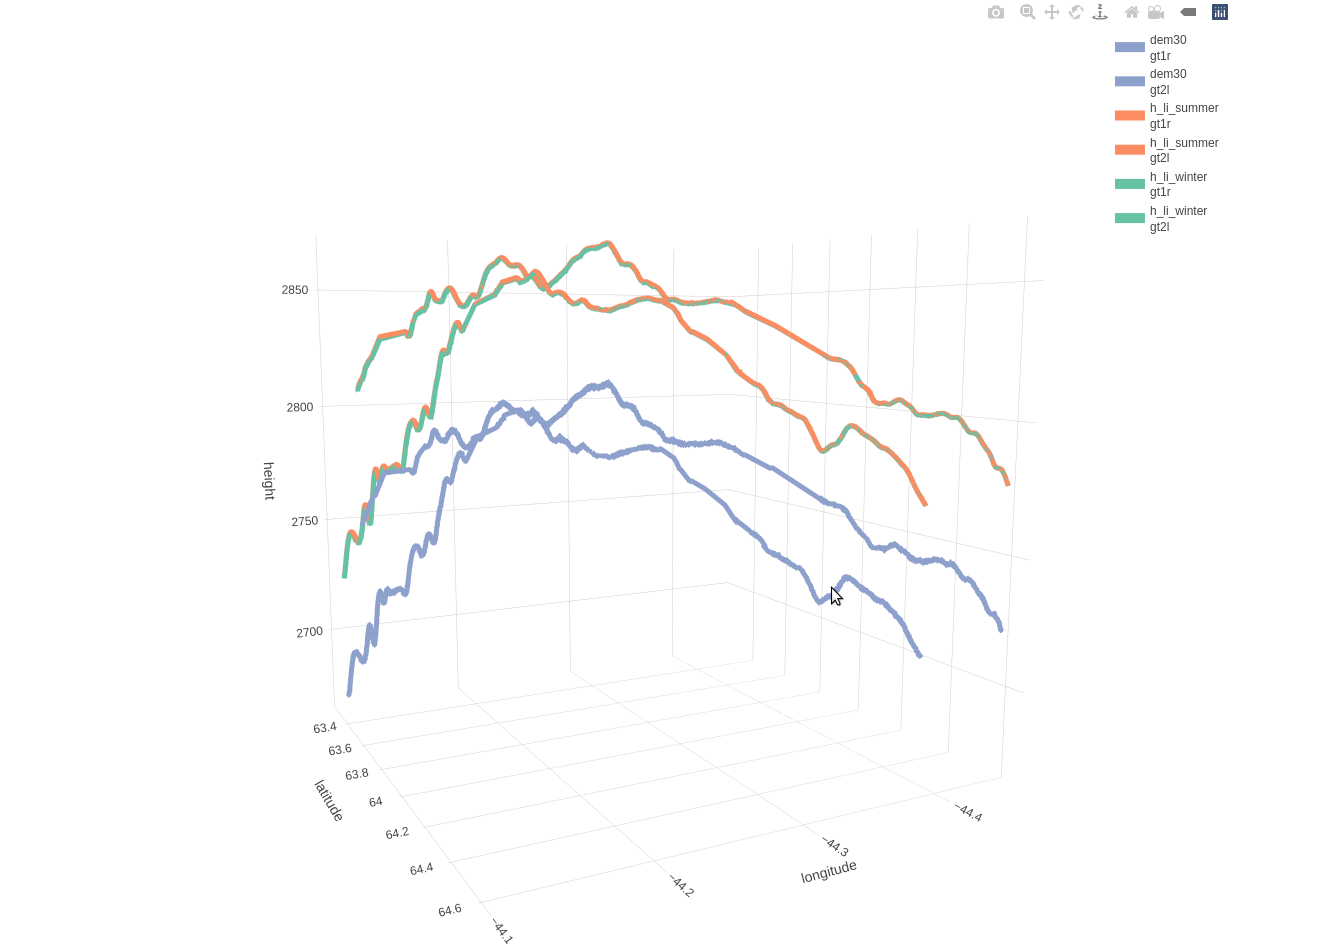 z
dem30
gt1r
dem30
gt2l
h_li_summer
gt1r
h_li_summer
gt2l
h_li_winter
gt1r
h_li_winter
gt2l
2850
2800
2750
2700
height
63.4
63.6
63.8
64
64.2
64.4
64.6
latitude
−44.4
−44.3
−44.2
−44.1
longitude